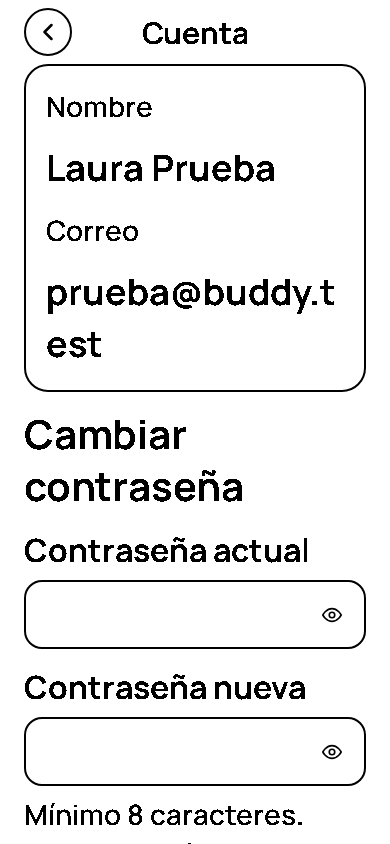 Cuenta
Nombre
Laura Prueba
Correo
prueba@buddy.t
est
Cambiar
contraseña
Contraseña actual
Contraseña nueva
Mínimo 8 caracteres.